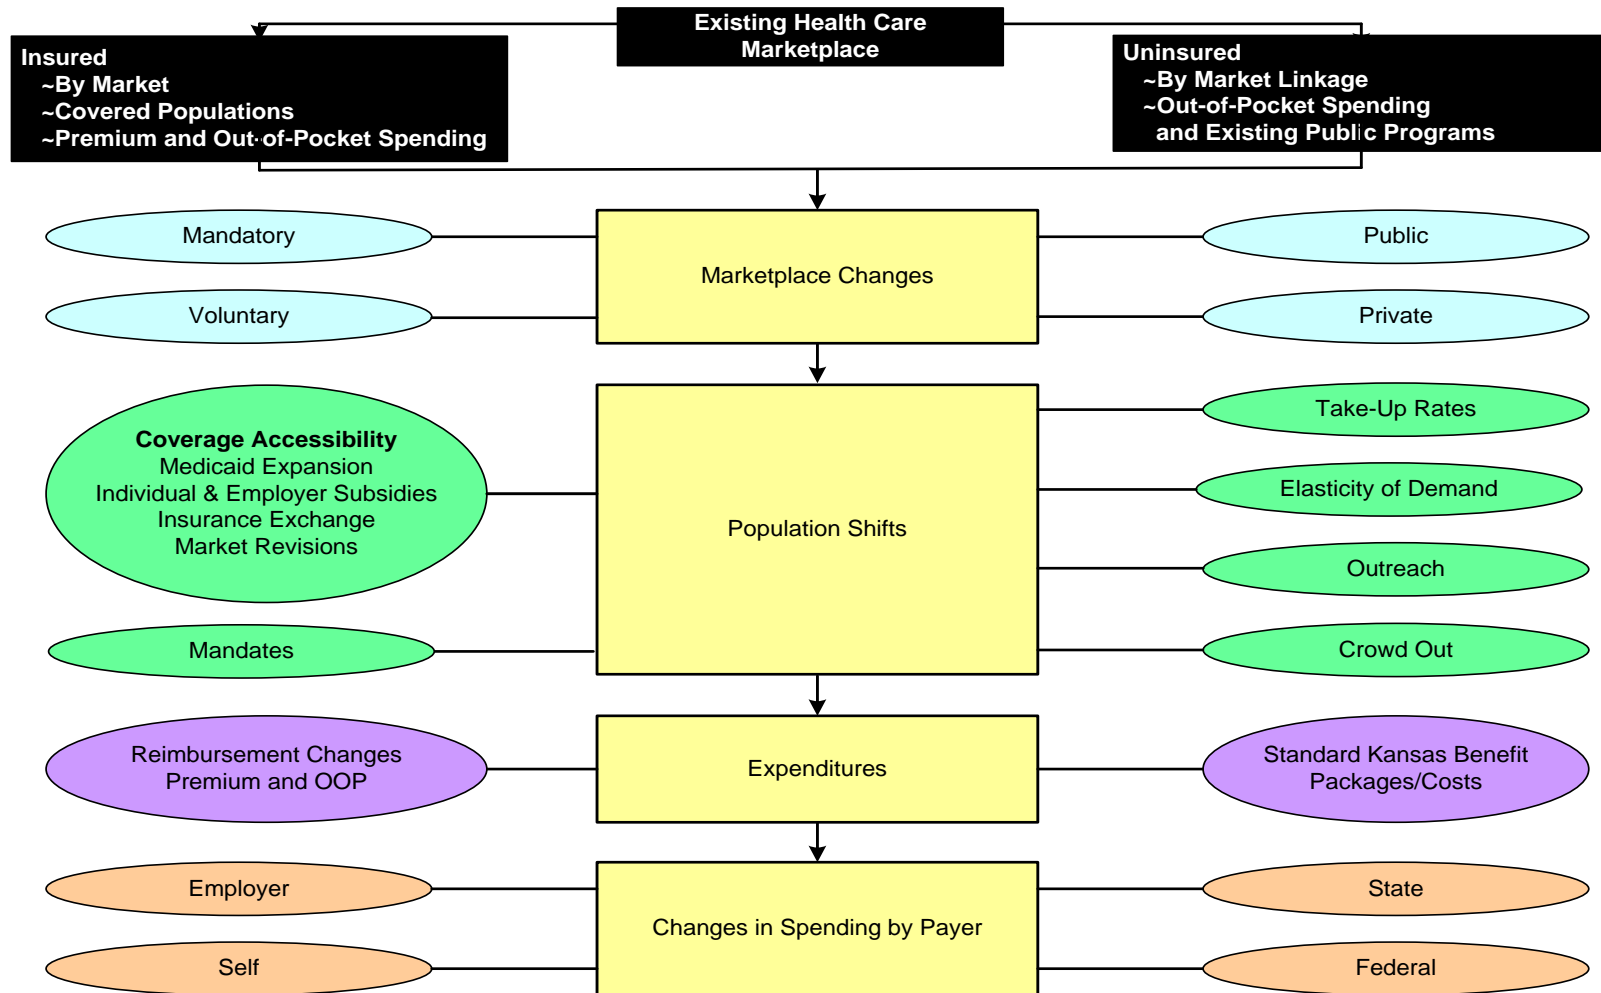 Existing Health Care
Marketplace
Insured
~By Market
~Covered Populations
~Premium and Out-of-Pocket Spending
Uninsured
~By Market Linkage
~Out-of-Pocket Spending
and Existing Public Programs
Mandatory
Voluntary
Marketplace Changes
Public
Private
Coverage Accessibility
Medicaid Expansion
Individual & Employer Subsidies
Insurance Exchange
Market Revisions
Mandates
Population Shifts
Take-Up Rates
Elasticity of Demand
Outreach
Crowd Out
Reimbursement Changes
Premium and OOP
Expenditures
Standard Kansas Benefit
Packages/Costs
Employer
Self
Changes in Spending by Payer
State
Federal